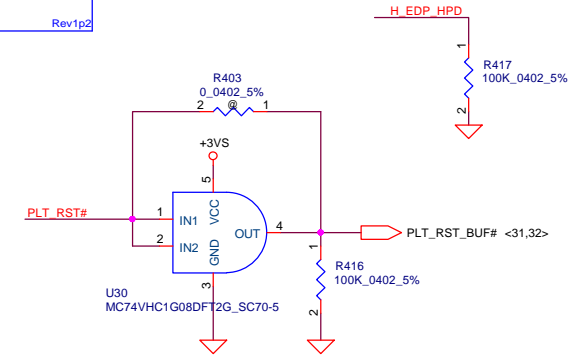 Rev1p2
H_EDP_HPD
1
R417
100K_0402_5%
2
R403
0_0402_5%
2 @ 1
+3VS
5
PLT_RST#
1 IN1 VCC
OUT 4
2 IN2 GND
PLT_RST_BUF# <31,32>
3
1
R416
100K_0402_5%
2
U30
MC74VHC1G08DFT2G_SC70-5